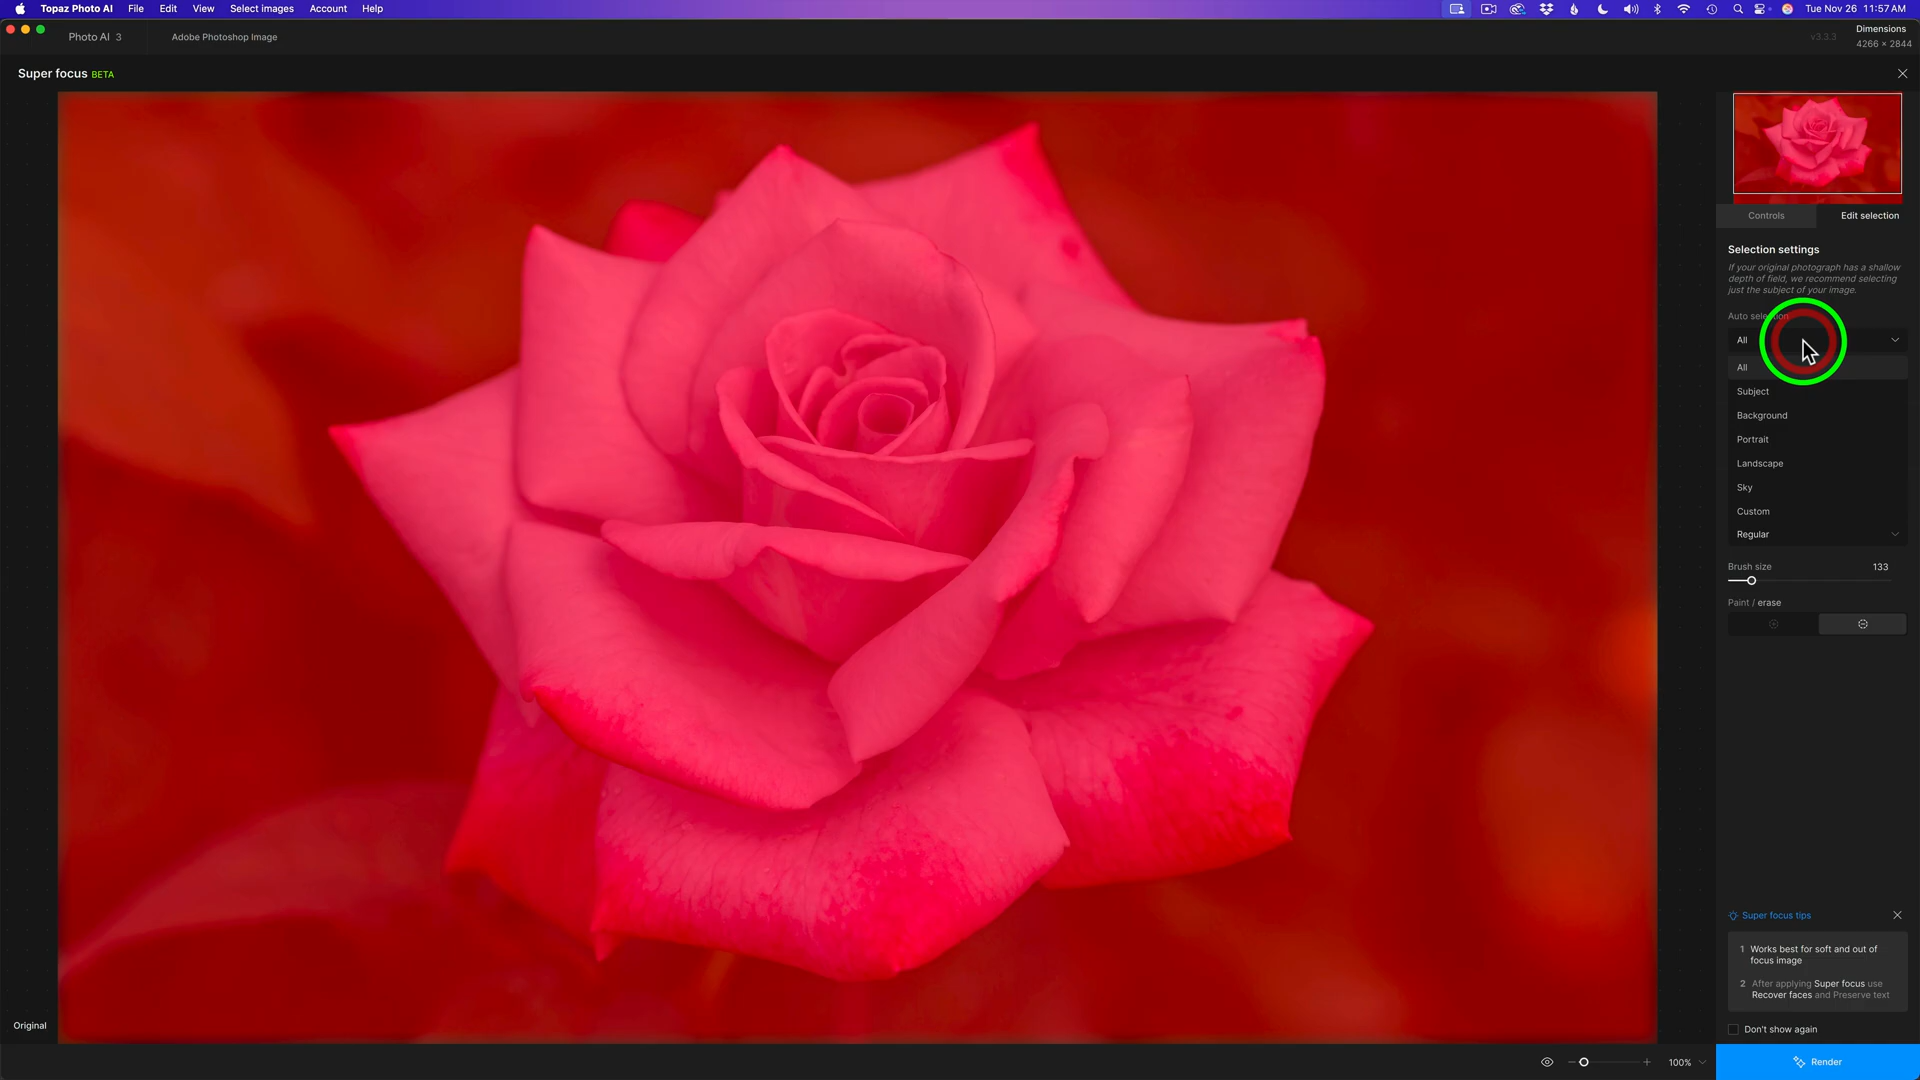 Topaz Photo AI File Edit View Select images Account Help Tue Nov 26 11:57 AM
Photo AI 3 Adobe Photoshop Image v3.3.3 Dimensions
4266 × 2844
Super focus BETA
Controls Edit selection
Selection settings
If your original photograph has a shallow
depth of field, we recommend selecting
just the subject of your image.
Auto selection
All
All
Subject
Background
Portrait
Landscape
Sky
Custom
Regular
Brush size 133
Paint / erase
Super focus tips
1 Works best for soft and out of
focus image
2 After applying Super focus use
Recover faces and Preserve text
Original
Don't show again
100%
Render